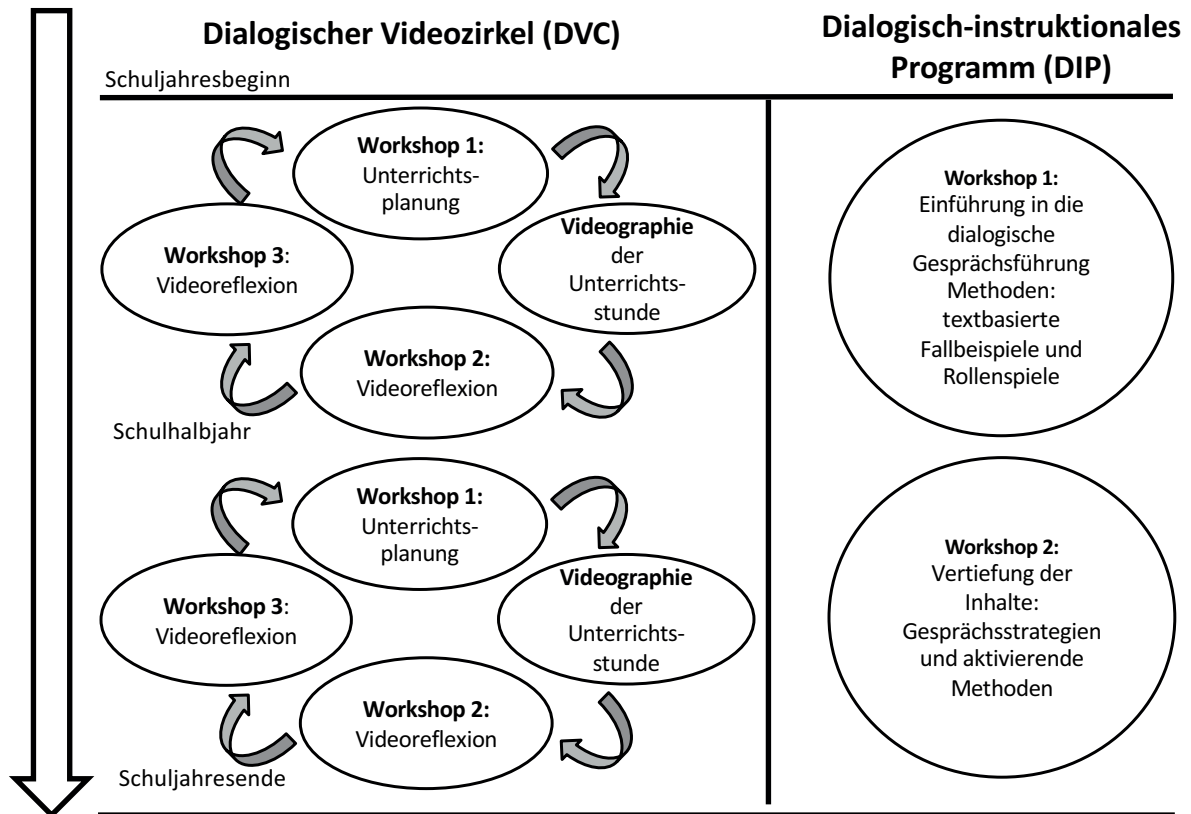 Dialogischer Videozirkel (DVC)
Schuljahresbeginn
Workshop 1:
Unterrichts-
planung
Videographie
der
Unterrichts-
stunde
Workshop 2:
Videoreflexion
Workshop 3:
Videoreflexion
Schulhalbjahr
Workshop 1:
Unterrichts-
planung
Videographie
der
Unterrichts-
stunde
Workshop 2:
Videoreflexion
Workshop 3:
Videoreflexion
Schuljahresende
Dialogisch-instruktionales
Programm (DIP)
Workshop 1:
Einführung in die
dialogische
Gesprächsführung
Methoden:
textbasierte
Fallbeispiele und
Rollenspiele
Workshop 2:
Vertiefung der
Inhalte:
Gesprächsstrategien
und aktivierende
Methoden